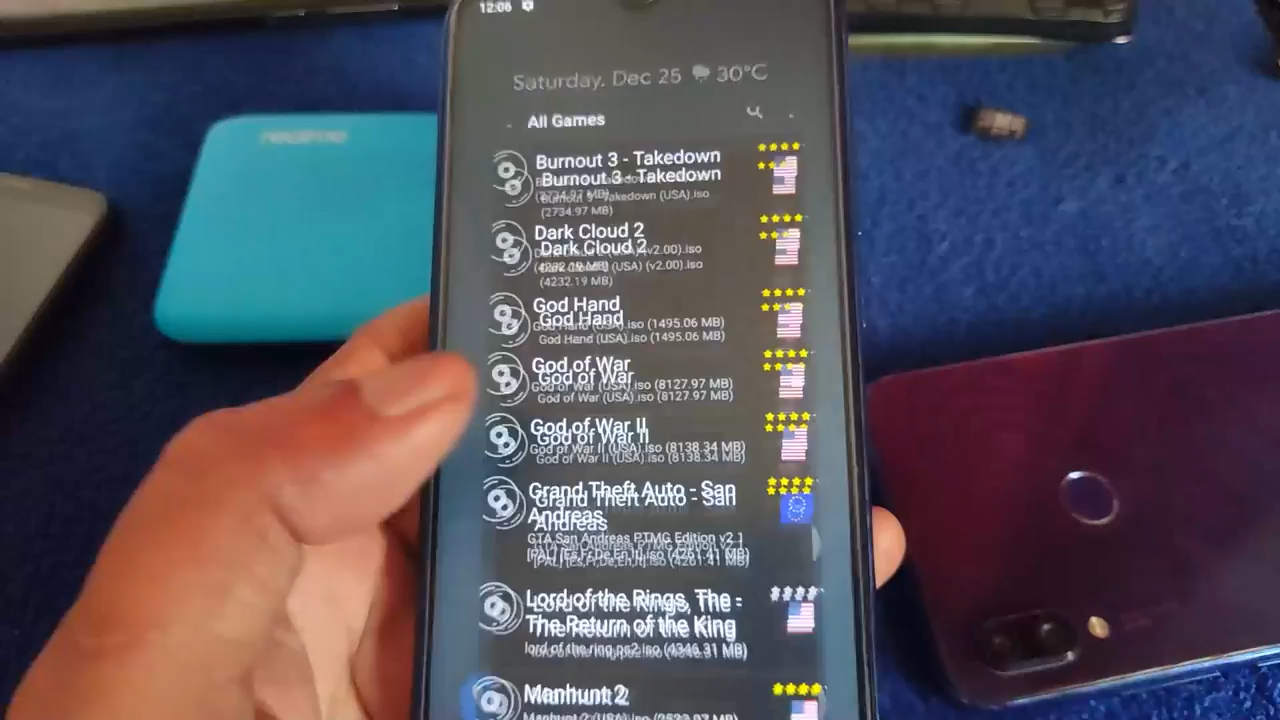 12:06
Saturday, Dec 25 30°C
realme
All Games
Burnout 3 - Takedown
Burnout 3 - Takedown (USA).iso
(2734.97 MB)
Dark Cloud 2
Dark Cloud 2 (USA) (v2.00).iso
(4232.19 MB)
God Hand
God Hand (USA).iso (1495.06 MB)
God of War
God of War (USA).iso (8127.97 MB)
God of War II
God of War II (USA).iso (8138.34 MB)
Grand Theft Auto - San
Andreas
GTA San Andreas PTMG Edition v2.1
[PAL] [Es,Fr,De,En,It].iso (4261.41 MB)
Lord of the Rings, The -
The Return of the King
lord of the ring ps2.iso (4346.31 MB)
Manhunt 2
Manhunt 2 (USA).iso